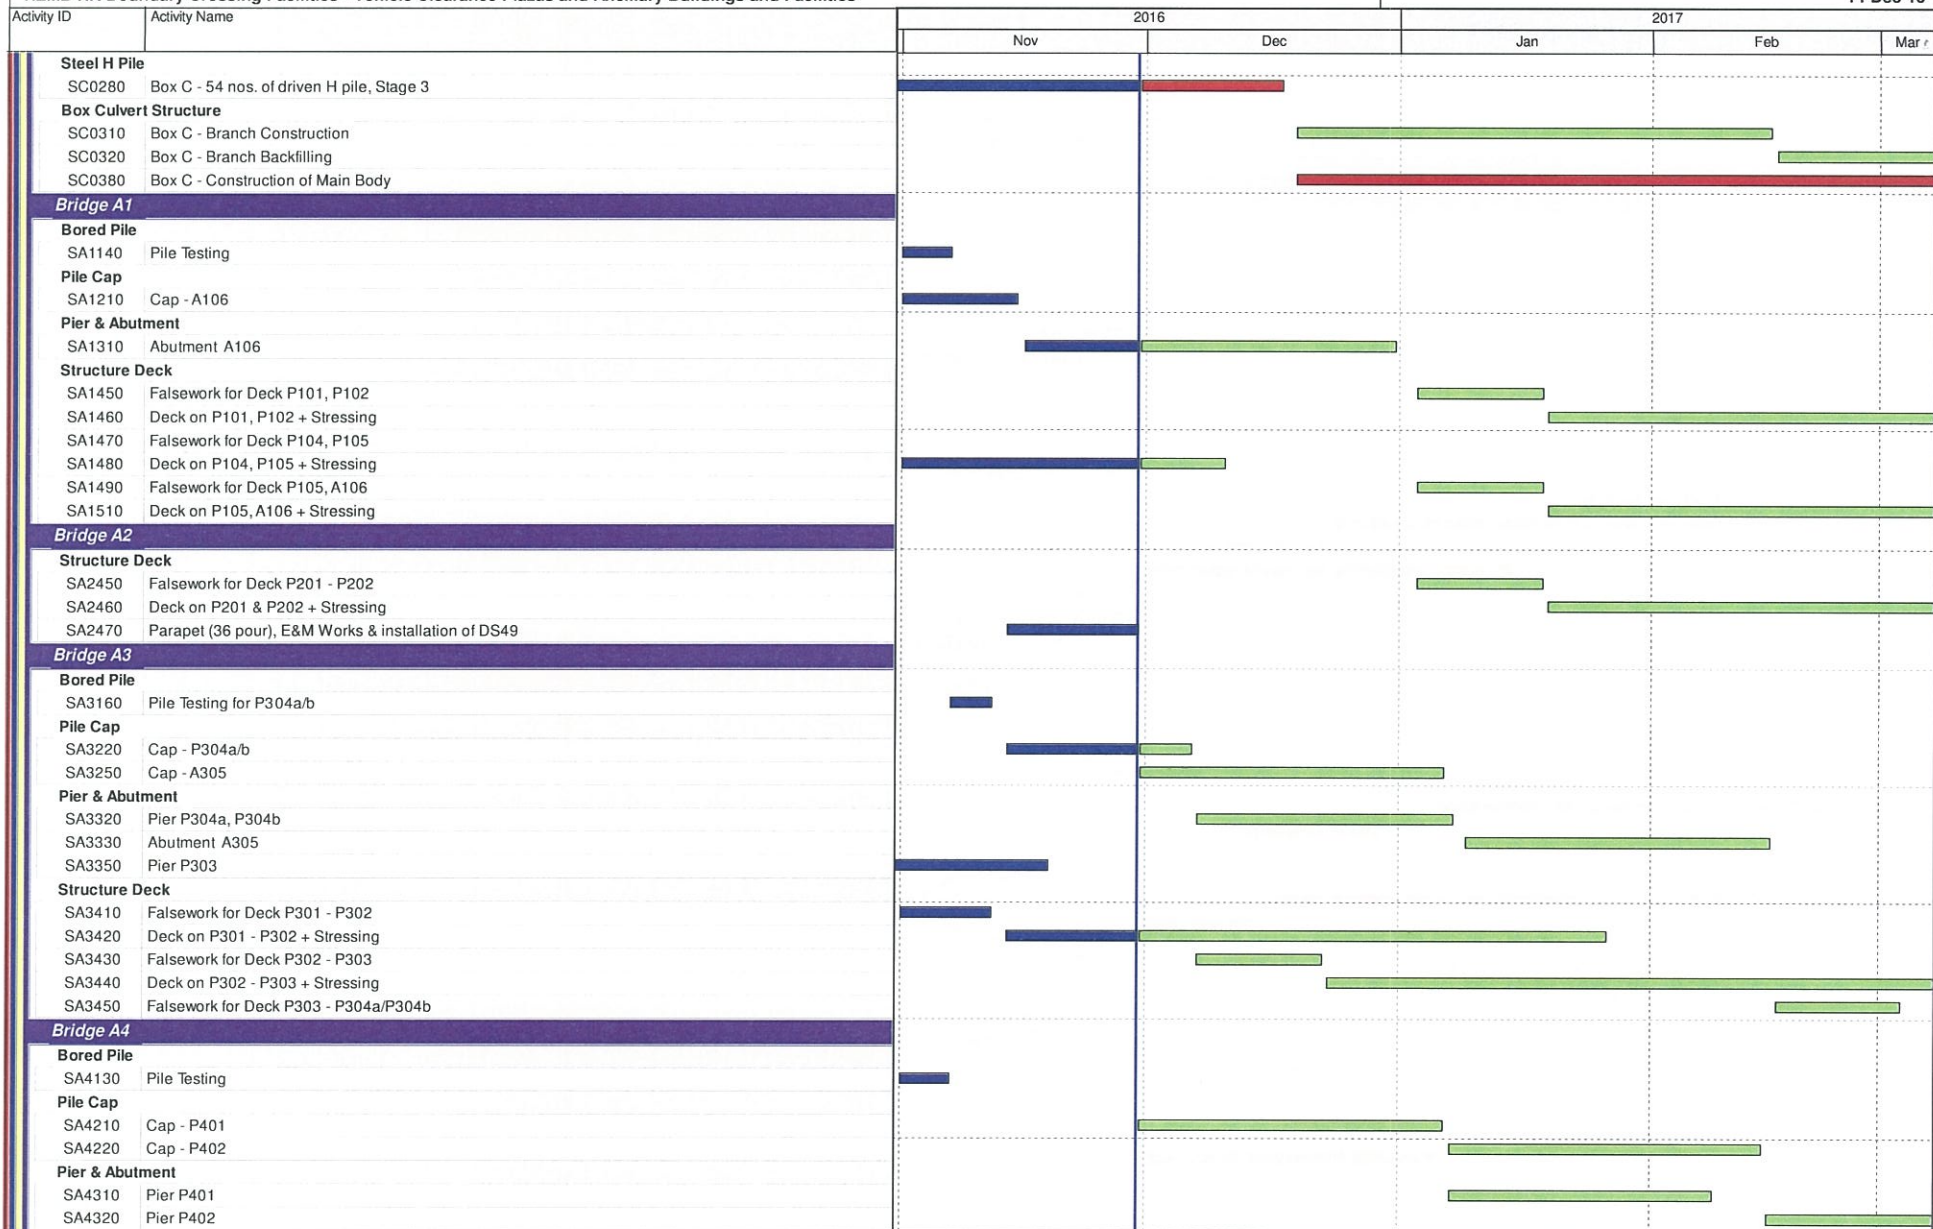 Activity ID Activity Name 2016 2017
Nov Dec Jan Feb Mar
Steel H Pile
SC0280 Box C - 54 nos. of driven H pile, Stage 3
Box Culvert Structure
SC0310 Box C - Branch Construction
SC0320 Box C - Branch Backfilling
SC0380 Box C - Construction of Main Body
Bridge A1
Bored Pile
SA1140 Pile Testing
Pile Cap
SA1210 Cap - A106
Pier & Abutment
SA1310 Abutment A106
Structure Deck
SA1450 Falsework for Deck P101, P102
SA1460 Deck on P101, P102 + Stressing
SA1470 Falsework for Deck P104, P105
SA1480 Deck on P104, P105 + Stressing
SA1490 Falsework for Deck P105, A106
SA1510 Deck on P105, A106 + Stressing
Bridge A2
Structure Deck
SA2450 Falsework for Deck P201 - P202
SA2460 Deck on P201 & P202 + Stressing
SA2470 Parapet (36 pour), E&M Works & installation of DS49
Bridge A3
Bored Pile
SA3160 Pile Testing for P304a/b
Pile Cap
SA3220 Cap - P304a/b
SA3250 Cap - A305
Pier & Abutment
SA3320 Pier P304a, P304b
SA3330 Abutment A305
SA3350 Pier P303
Structure Deck
SA3410 Falsework for Deck P301 - P302
SA3420 Deck on P301 - P302 + Stressing
SA3430 Falsework for Deck P302 - P303
SA3440 Deck on P302 - P303 + Stressing
SA3450 Falsework for Deck P303 - P304a/P304b
Bridge A4
Bored Pile
SA4130 Pile Testing
Pile Cap
SA4210 Cap - P401
SA4220 Cap - P402
Pier & Abutment
SA4310 Pier P401
SA4320 Pier P402